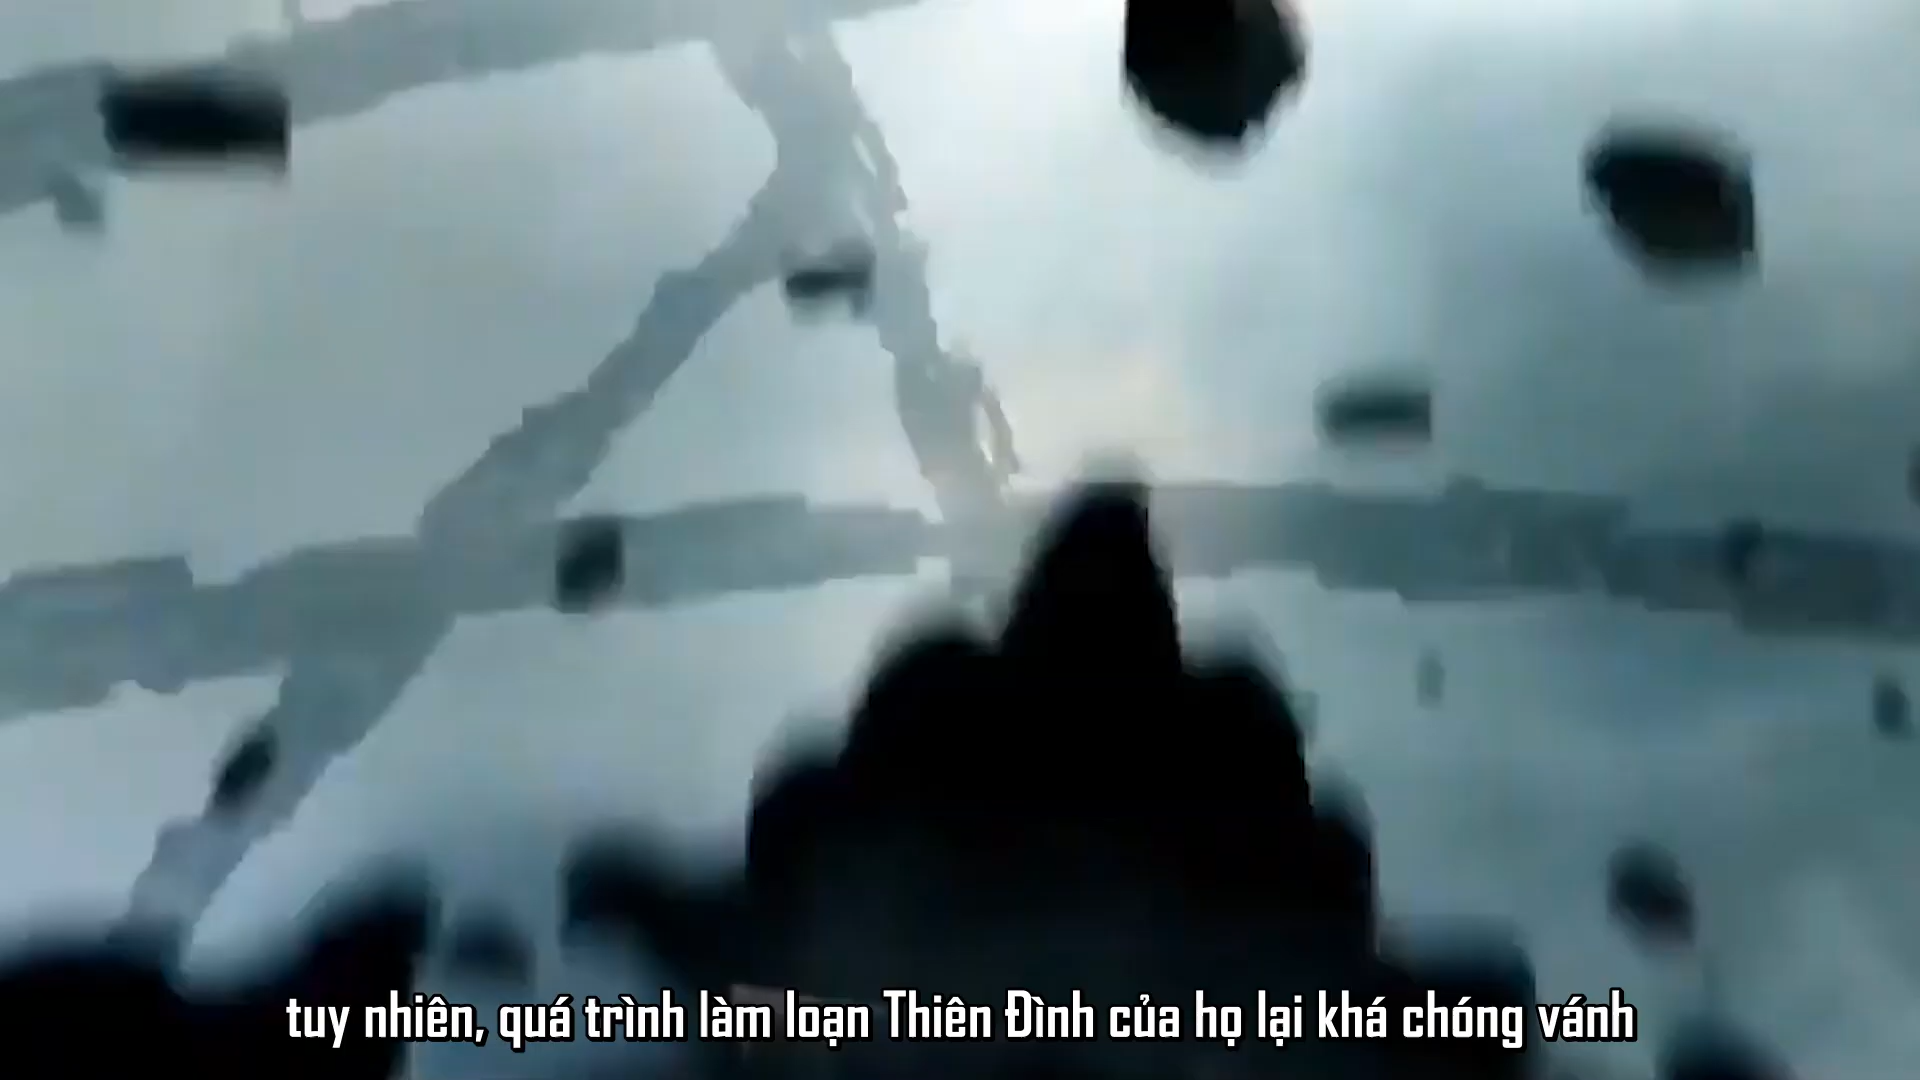 tuy nhiên, quá trình làm loạn Thiên Đình của họ lại khá chóng vánh